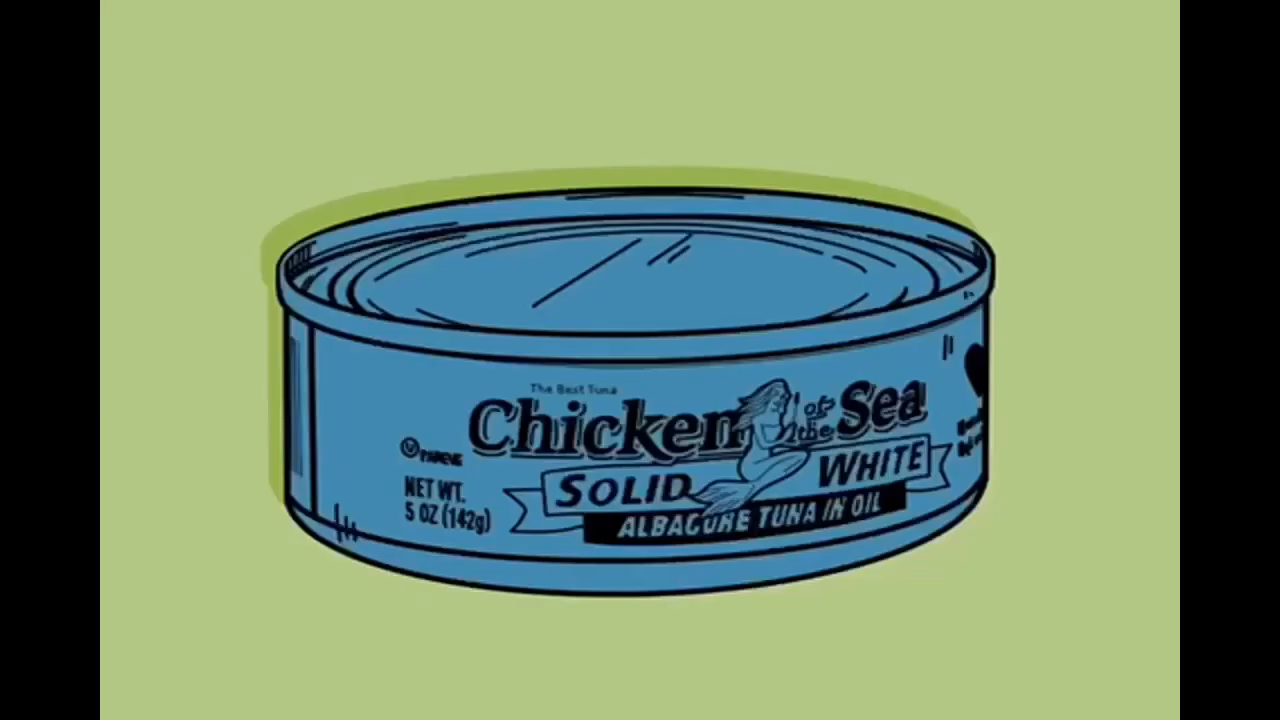 The Best Tuna
Chicken of the Sea
SOLID WHITE
ALBACORE TUNA IN OIL
PAREVE
NET WT.
5 OZ (142g)